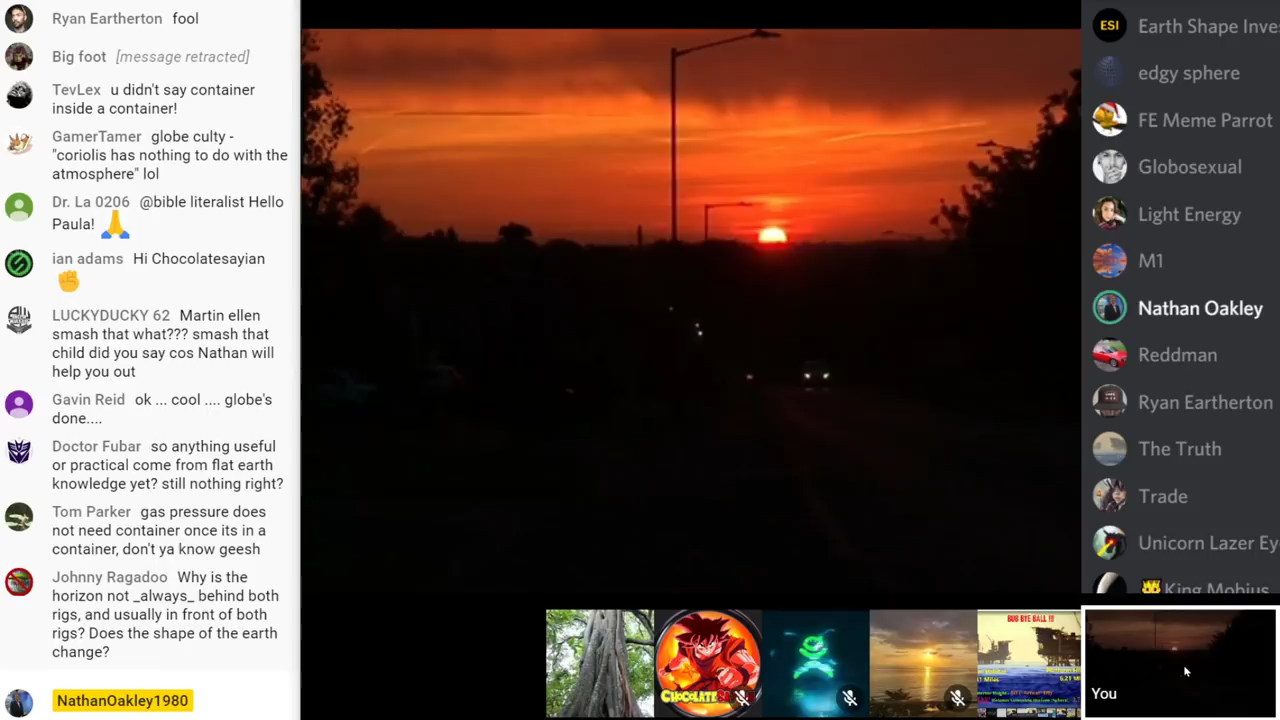 Ryan Eartherton fool
Big foot [message retracted]
TevLex u didn't say container
inside a container!
GamerTamer globe culty -
"coriolis has nothing to do with the
atmosphere" lol
Dr. La 0206 @bible literalist Hello
Paula! 🙏
ian adams Hi Chocolatesayian
✊
LUCKYDUCKY 62 Martin ellen
smash that what??? smash that
child did you say cos Nathan will
help you out
Gavin Reid ok ... cool .... globe's
done....
Doctor Fubar so anything useful
or practical come from flat earth
knowledge yet? still nothing right?
Tom Parker gas pressure does
not need container once its in a
container, don't ya know geesh
Johnny Ragadoo Why is the
horizon not _always_ behind both
rigs, and usually in front of both
rigs? Does the shape of the earth
change?
NathanOakley1980
ESI
Earth Shape Inve
edgy sphere
FE Meme Parrot
Globosexual
Light Energy
M1
Nathan Oakley
Reddman
Ryan Eartherton
The Truth
Trade
Unicorn Lazer Ey
King Mobius
BUB BYE BALL !!!
6.21 MI
You